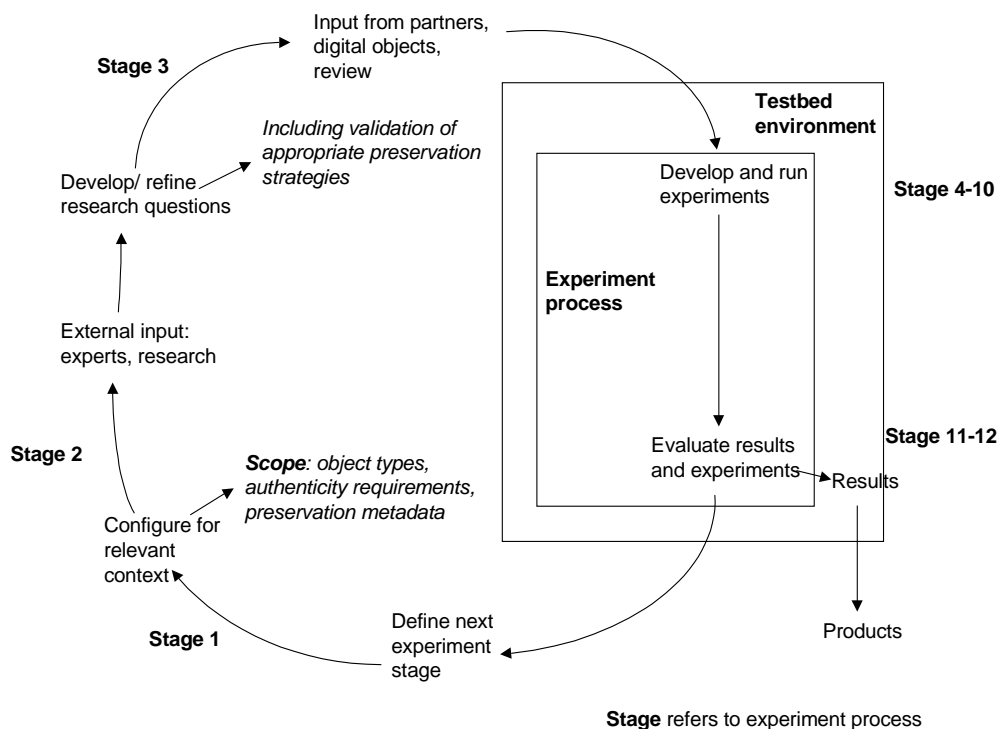 Input from partners,
digital objects,
review
Stage 3
Testbed
environment
Including validation of
appropriate preservation
strategies
Develop/ refine
research questions
Develop and run
experiments
Stage 4-10
Experiment
process
External input:
experts, research
Stage 2
Scope: object types,
authenticity requirements,
preservation metadata
Evaluate results
and experiments
Stage 11-12
Results
Configure for
relevant
context
Stage 1
Define next
experiment
stage
Products
Stage refers to experiment process